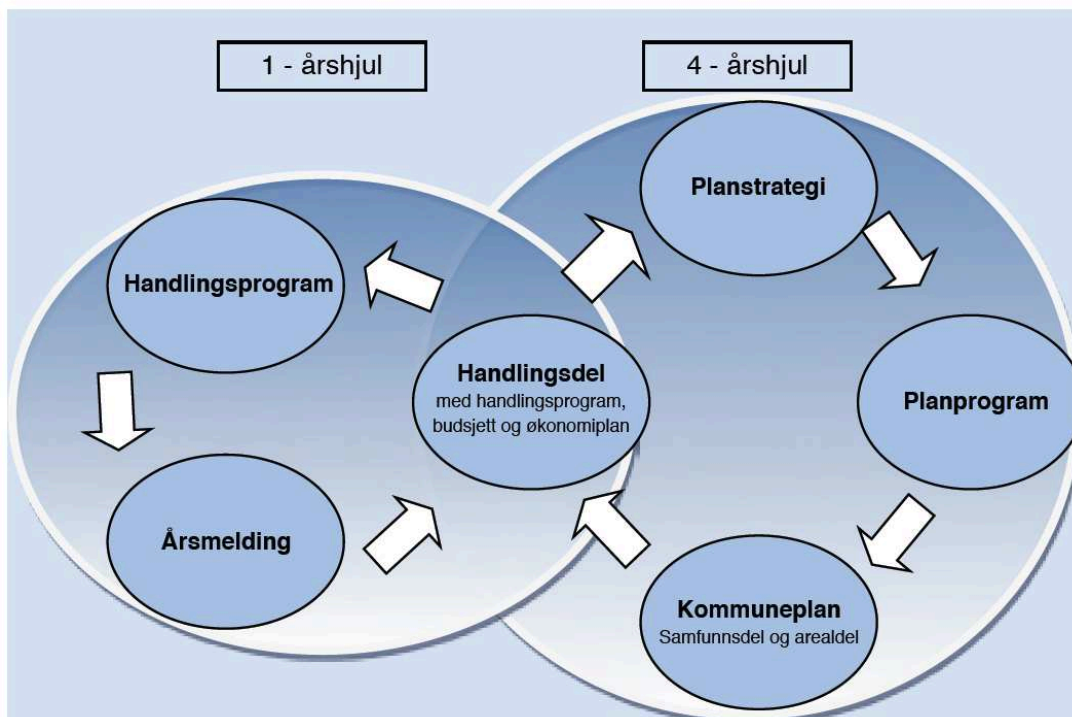 1 - årshjul
4 - årshjul
Planstrategi
Handlingsprogram
Handlingsdel
med handlingsprogram,
budsjett og økonomiplan
Planprogram
Årsmelding
Kommuneplan
Samfunnsdel og arealdel